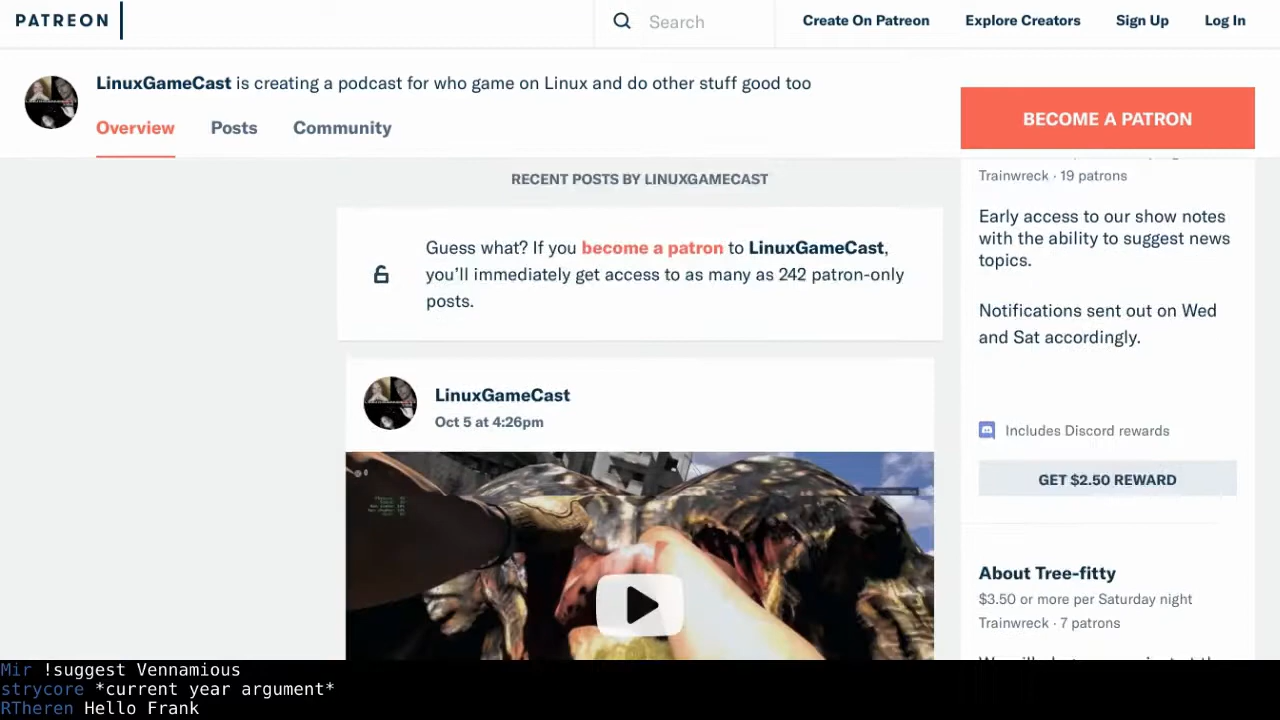 PATREON
Search
Create On Patreon
Explore Creators
Sign Up
Log In
LinuxGameCast is creating a podcast for who game on Linux and do other stuff good too
Overview
Posts
Community
BECOME A PATRON
RECENT POSTS BY LINUXGAMECAST
Guess what? If you become a patron to LinuxGameCast,
you'll immediately get access to as many as 242 patron-only
posts.
LinuxGameCast
Oct 5 at 4:26pm
Trainwreck · 19 patrons
Early access to our show notes
with the ability to suggest news
topics.
Notifications sent out on Wed
and Sat accordingly.
Includes Discord rewards
GET $2.50 REWARD
About Tree-fitty
$3.50 or more per Saturday night
Trainwreck · 7 patrons
Mir !suggest Vennamious
strycore *current year argument*
RTheren Hello Frank